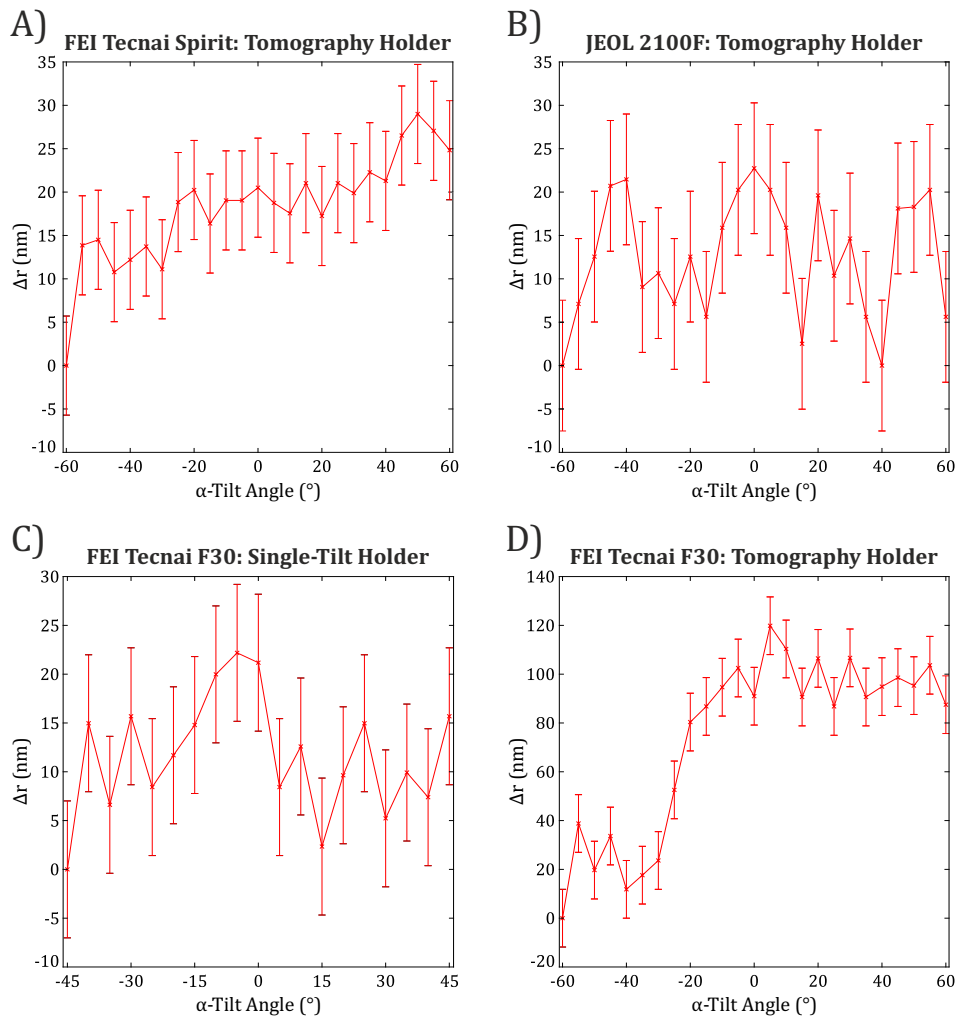 A)
FEI Tecnai Spirit: Tomography Holder
35
30
25
20
15
10
5
0
-5
-10
Δr (nm)
-60 -40 -20 0 20 40 60
α-Tilt Angle (°)
B)
JEOL 2100F: Tomography Holder
35
30
25
20
15
10
5
0
-5
-10
Δr (nm)
-60 -40 -20 0 20 40 60
α-Tilt Angle (°)
C)
FEI Tecnai F30: Single-Tilt Holder
30
25
20
15
10
5
0
-5
-10
Δr (nm)
-45 -30 -15 0 15 30 45
α-Tilt Angle (°)
D)
FEI Tecnai F30: Tomography Holder
140
120
100
80
60
40
20
0
-20
Δr (nm)
-60 -40 -20 0 20 40 60
α-Tilt Angle (°)